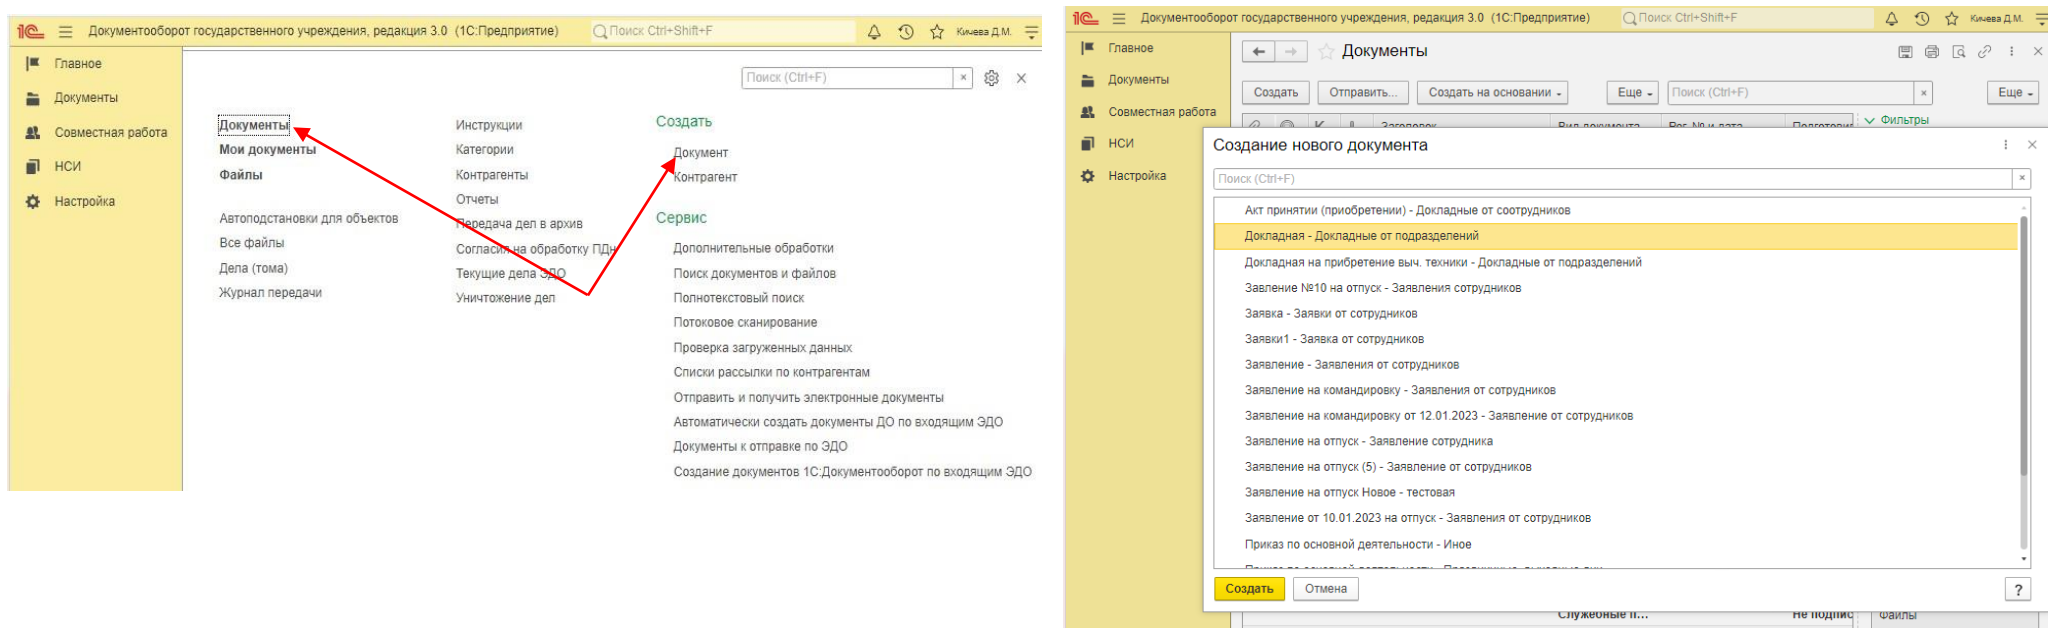 Документооборот государственного учреждения, редакция 3.0 (1С:Предприятие)
Поиск Ctrl+Shift+F
Кичева Д.М.
Главное
Документы
Совместная работа
НСИ
Настройка
Поиск (Ctrl+F)
Документы
Мои документы
Файлы
Автоподстановки для объектов
Все файлы
Дела (тома)
Журнал передачи
Инструкции
Категории
Контрагенты
Отчеты
Передача дел в архив
Согласия на обработку ПДн
Текущие дела ЭДО
Уничтожение дел
Создать
Документ
Контрагент
Сервис
Дополнительные обработки
Поиск документов и файлов
Полнотекстовый поиск
Потоковое сканирование
Проверка загруженных данных
Списки рассылки по контрагентам
Отправить и получить электронные документы
Автоматически создать документы ДО по входящим ЭДО
Документы к отправке по ЭДО
Создание документов 1С:Документооборот по входящим ЭДО
Документооборот государственного учреждения, редакция 3.0 (1С:Предприятие)
Поиск Ctrl+Shift+F
Кичева Д.М.
Главное
Документы
Совместная работа
НСИ
Настройка
Документы
Создать
Отправить...
Создать на основании
Еще
Поиск (Ctrl+F)
Еще
Заголовок
Вид документа
Рег. № и дата
Фильтры
Создание нового документа
Поиск (Ctrl+F)
Акт принятии (приобретении) - Докладные от соотрудников
Докладная - Докладные от подразделений
Докладная на прибретение выч. техники - Докладные от подразделений
Завление №10 на отпуск - Заявления сотрудников
Заявка - Заявки от сотрудников
Заявки1 - Заявка от сотрудников
Заявление - Заявления от сотрудников
Заявление на командировку - Заявления от сотрудников
Заявление на командировку от 12.01.2023 - Заявление от сотрудников
Заявление на отпуск - Заявление сотрудника
Заявление на отпуск (5) - Заявление от сотрудников
Заявление на отпуск Новое - тестовая
Заявление от 10.01.2023 на отпуск - Заявления от сотрудников
Приказ по основной деятельности - Иное
Создать
Отмена
?
Служебные п...
Не подпис
Файлы